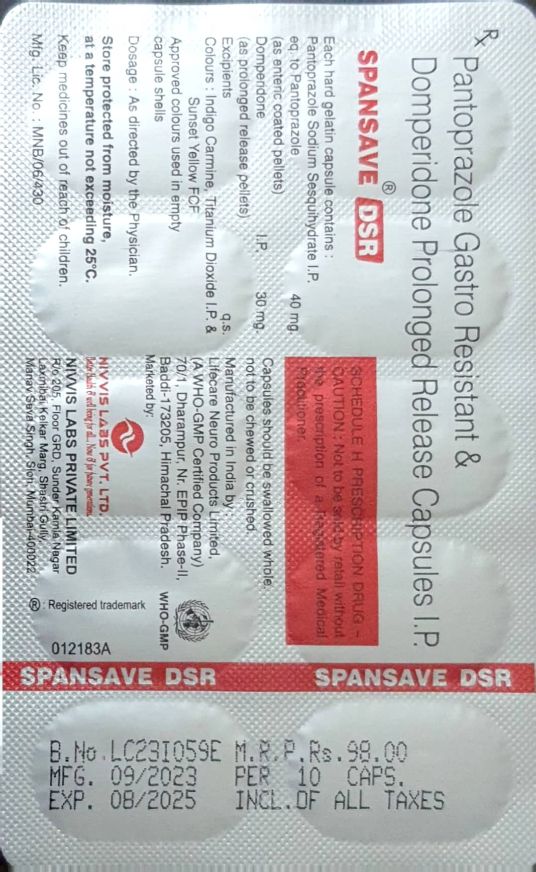 Rx Pantoprazole Gastro Resistant &
Domperidone Prolonged Release Capsules I.P.
SPANSAVE® DSR
Each hard gelatin capsule contains :
Pantoprazole Sodium Sesquihydrate I.P.
eq. to Pantoprazole 40 mg.
(as enteric coated pellets)
Domperidone I.P. 30 mg.
(as prolonged release pellets)
Excipients q.s.
Colours : Indigo Carmine, Titanium Dioxide I.P. &
Sunset Yellow FCF
Approved colours used in empty
capsule shells
Dosage : As directed by the Physician.
Store protected from moisture,
at a temperature not exceeding 25°C.
Keep medicines out of reach of children.
Mfg. Lic. No. : MNB/06/430
SCHEDULE H PRESCRIPTION DRUG –
CAUTION : Not to be sold by retail without
the prescription of a Registered Medical
Practitioner.
Capsules should be swallowed whole,
not to be chewed or crushed.
Manufactured in India by :
Lifecare Neuro Products Limited,
(A WHO-GMP Certified Company)
70/1, Dharampur, Nr. EPIP Phase-II,
Baddi-173205, Himachal Pradesh.
Marketed by:
WHO-GMP
NIVVIS LABS PVT. LTD.
NIVVIS LABS PRIVATE LIMITED
R/o 205, Floor GRD, Sunder Kamla Nagar
Laxmibai Kelkar Marg, Shastri Gully,
Manav Seva Singh, Sion, Mumbai-400022
® : Registered trademark
012183A
SPANSAVE DSR
SPANSAVE DSR
B.No.LC23I059E M.R.P.Rs.98.00
MFG. 09/2023 PER 10 CAPS.
EXP. 08/2025 INCL.OF ALL TAXES